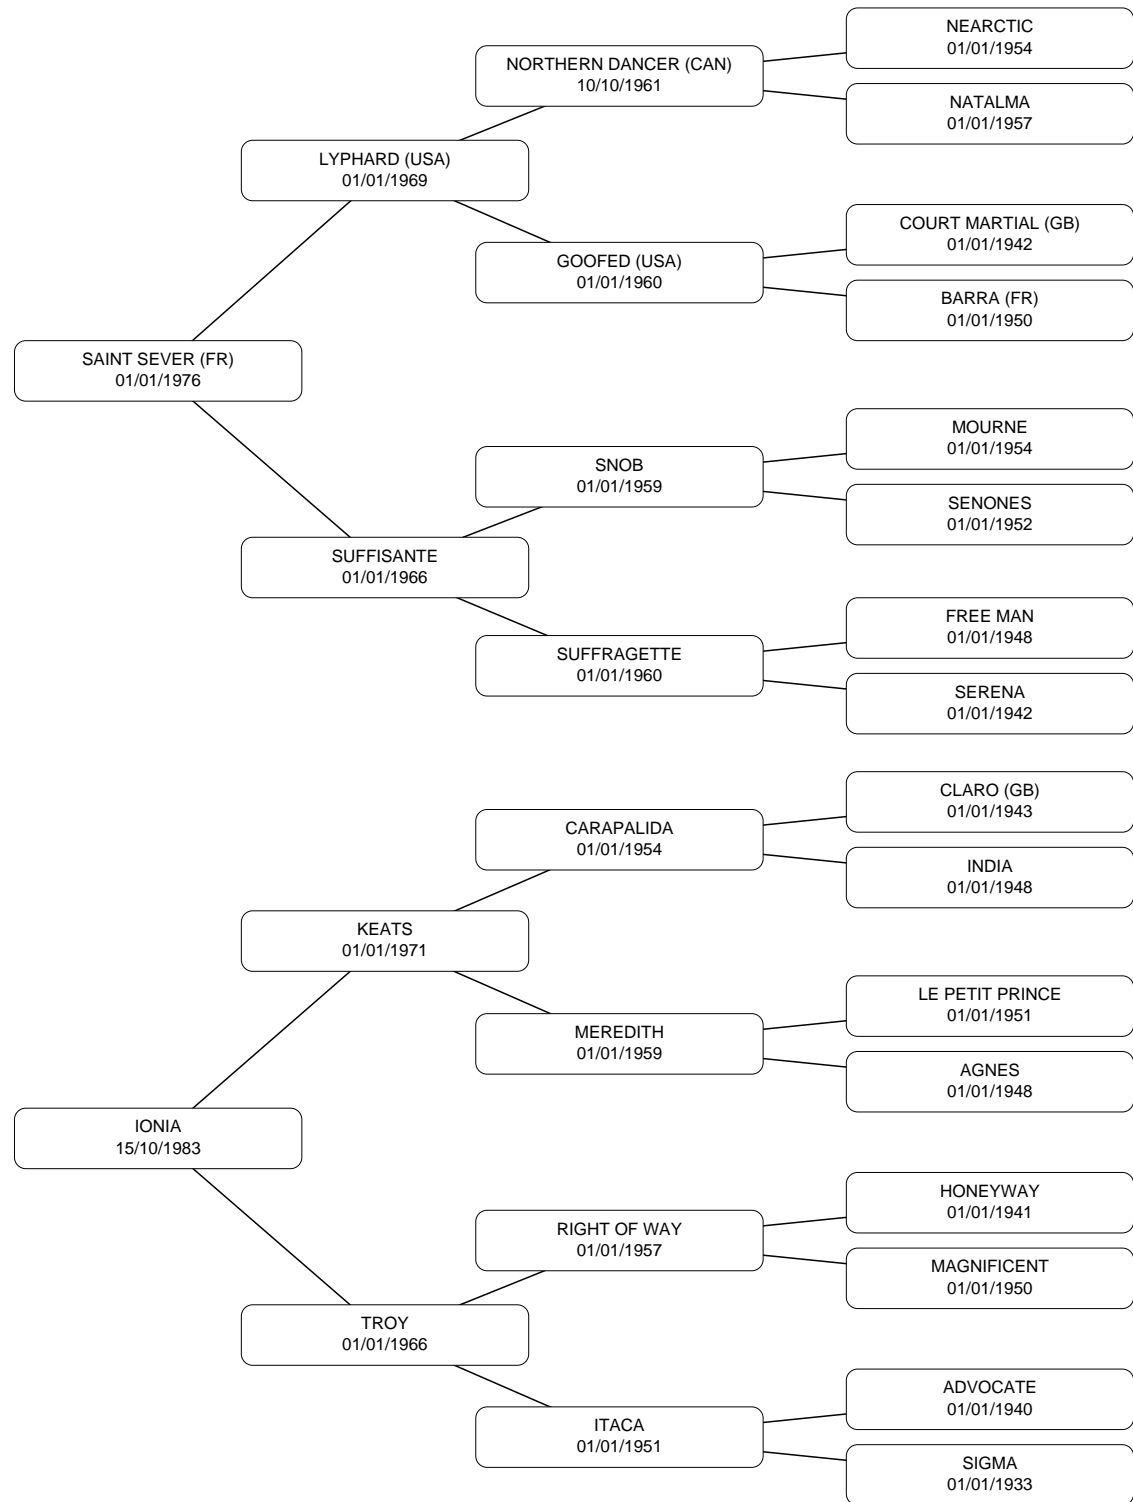 NEARCTIC
01/01/1954
NORTHERN DANCER (CAN)
10/10/1961
NATALMA
01/01/1957
LYPHARD (USA)
01/01/1969
COURT MARTIAL (GB)
01/01/1942
GOOFED (USA)
01/01/1960
BARRA (FR)
01/01/1950
SAINT SEVER (FR)
01/01/1976
MOURNE
01/01/1954
SNOB
01/01/1959
SENONES
01/01/1952
SUFFISANTE
01/01/1966
FREE MAN
01/01/1948
SUFFRAGETTE
01/01/1960
SERENA
01/01/1942
CLARO (GB)
01/01/1943
CARAPALIDA
01/01/1954
INDIA
01/01/1948
KEATS
01/01/1971
LE PETIT PRINCE
01/01/1951
MEREDITH
01/01/1959
AGNES
01/01/1948
IONIA
15/10/1983
HONEYWAY
01/01/1941
RIGHT OF WAY
01/01/1957
MAGNIFICENT
01/01/1950
TROY
01/01/1966
ADVOCATE
01/01/1940
ITACA
01/01/1951
SIGMA
01/01/1933